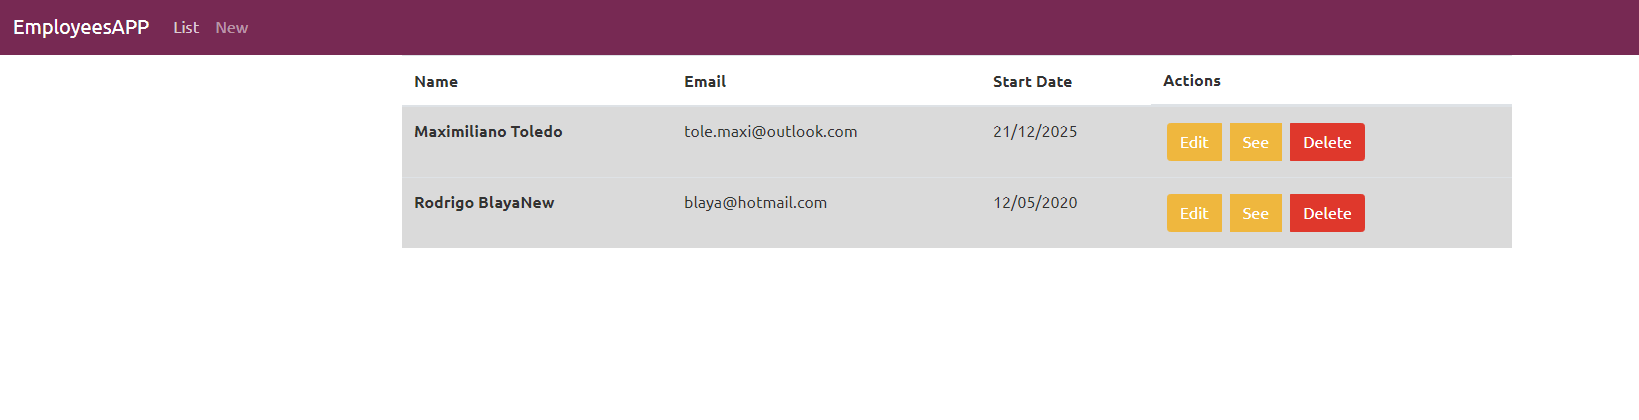 EmployeesAPP List New
Name Email Start Date Actions
Maximiliano Toledo tole.maxi@outlook.com 21/12/2025 Edit See Delete
Rodrigo BlayaNew blaya@hotmail.com 12/05/2020 Edit See Delete